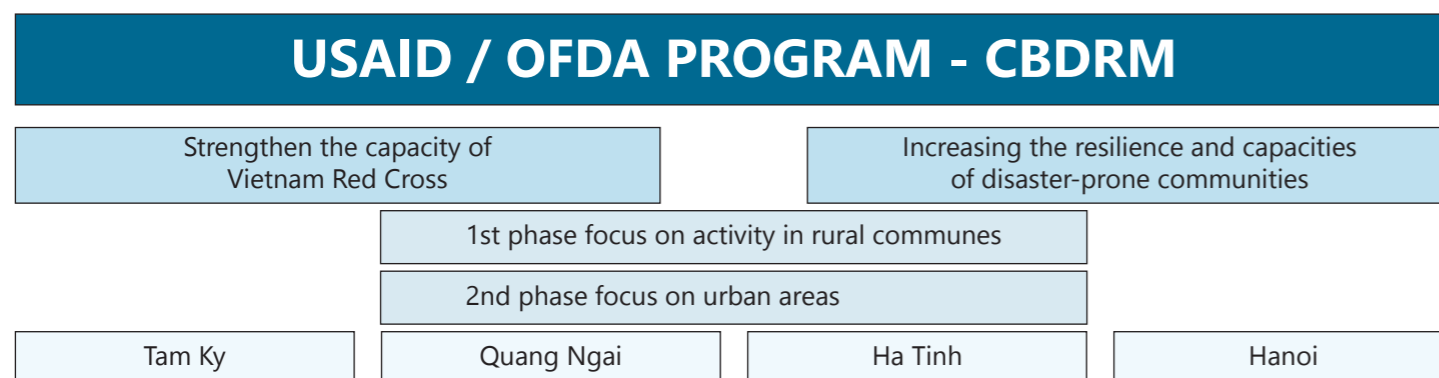 USAID / OFDA PROGRAM - CBDRM
Strengthen the capacity of
Vietnam Red Cross
Increasing the resilience and capacities
of disaster-prone communities
1st phase focus on activity in rural communes
2nd phase focus on urban areas
Tam Ky
Quang Ngai
Ha Tinh
Hanoi